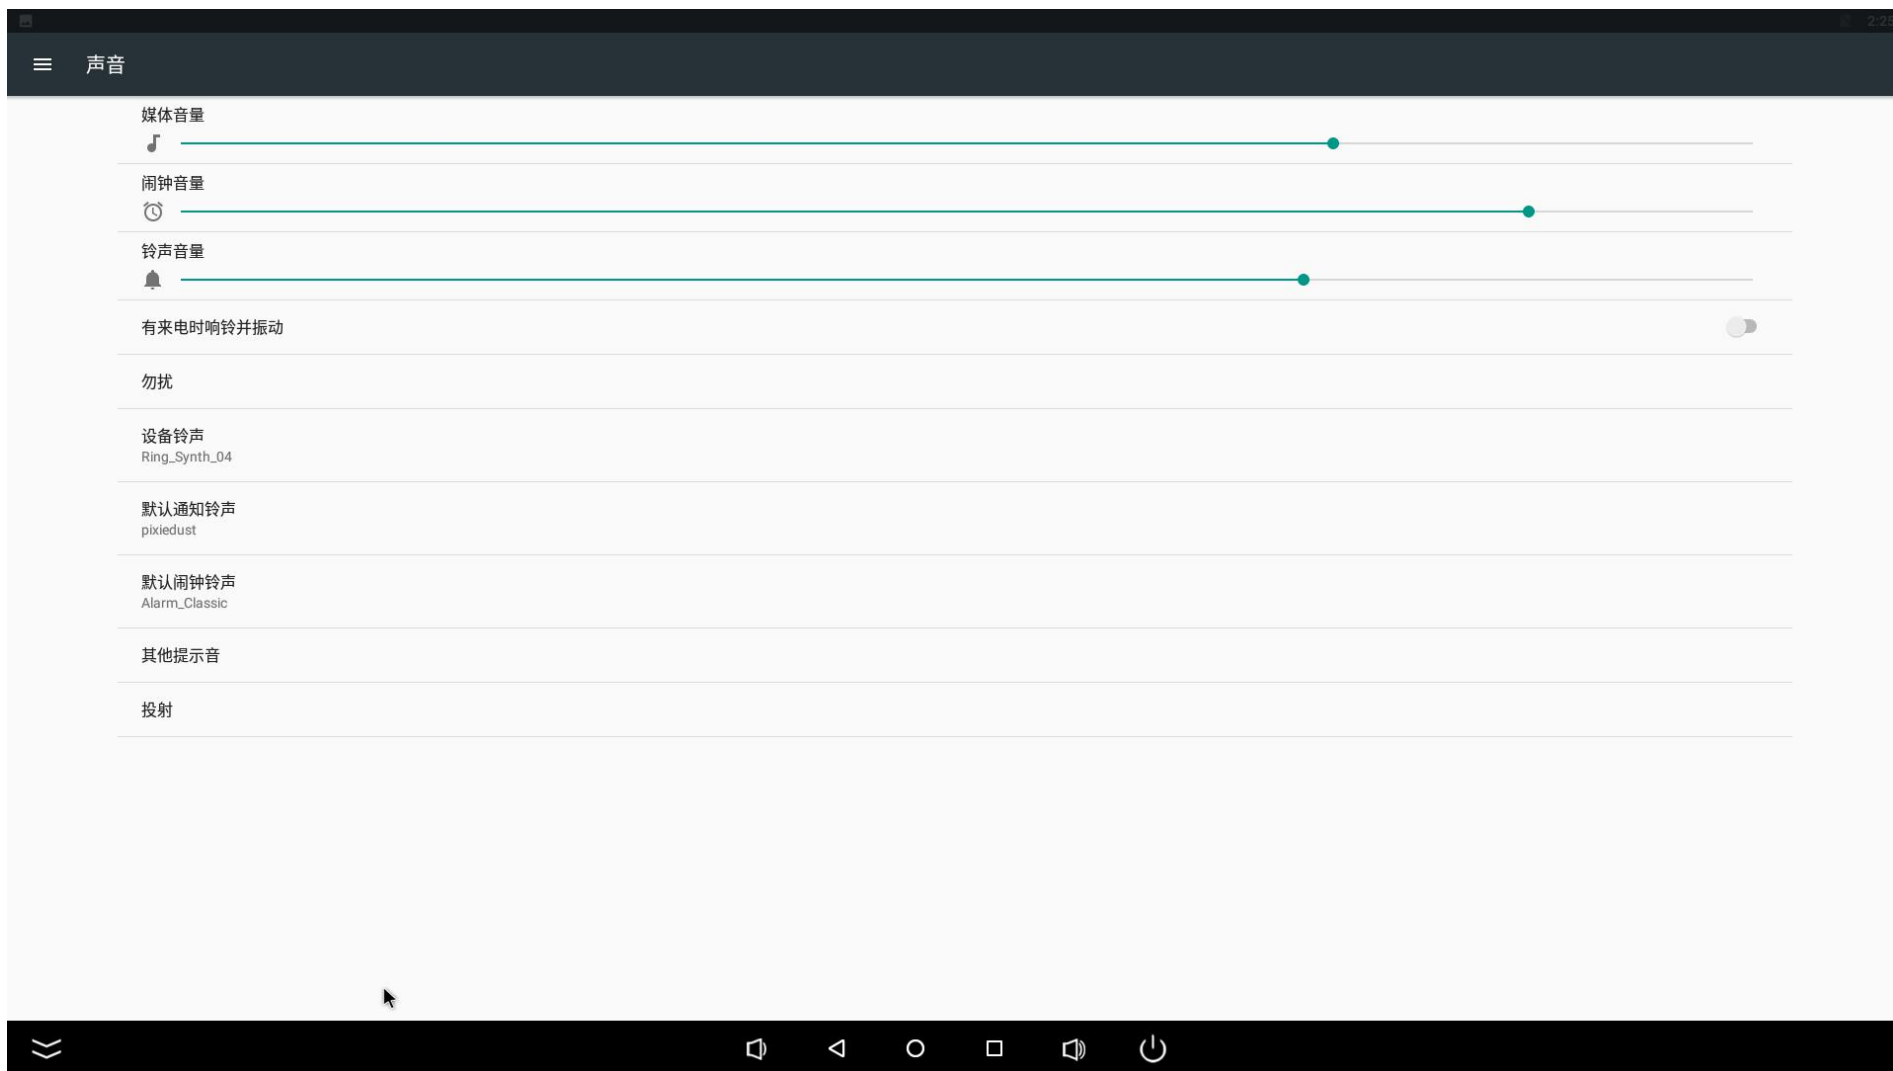 2:25
声音
媒体音量
闹钟音量
铃声音量
有来电时响铃并振动
勿扰
设备铃声
Ring_Synth_04
默认通知铃声
pixiedust
默认闹钟铃声
Alarm_Classic
其他提示音
投射